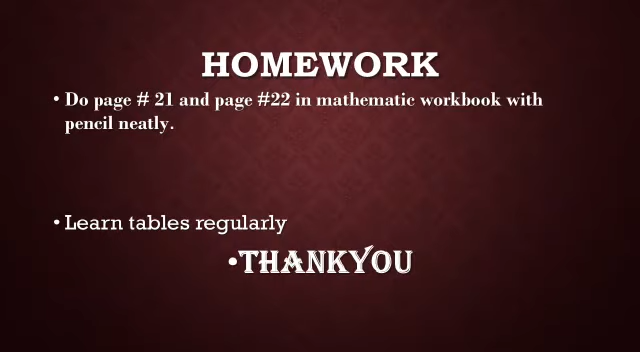 HOMEWORK
• Do page # 21 and page #22 in mathematic workbook with
pencil neatly.
• Learn tables regularly
•THANKYOU